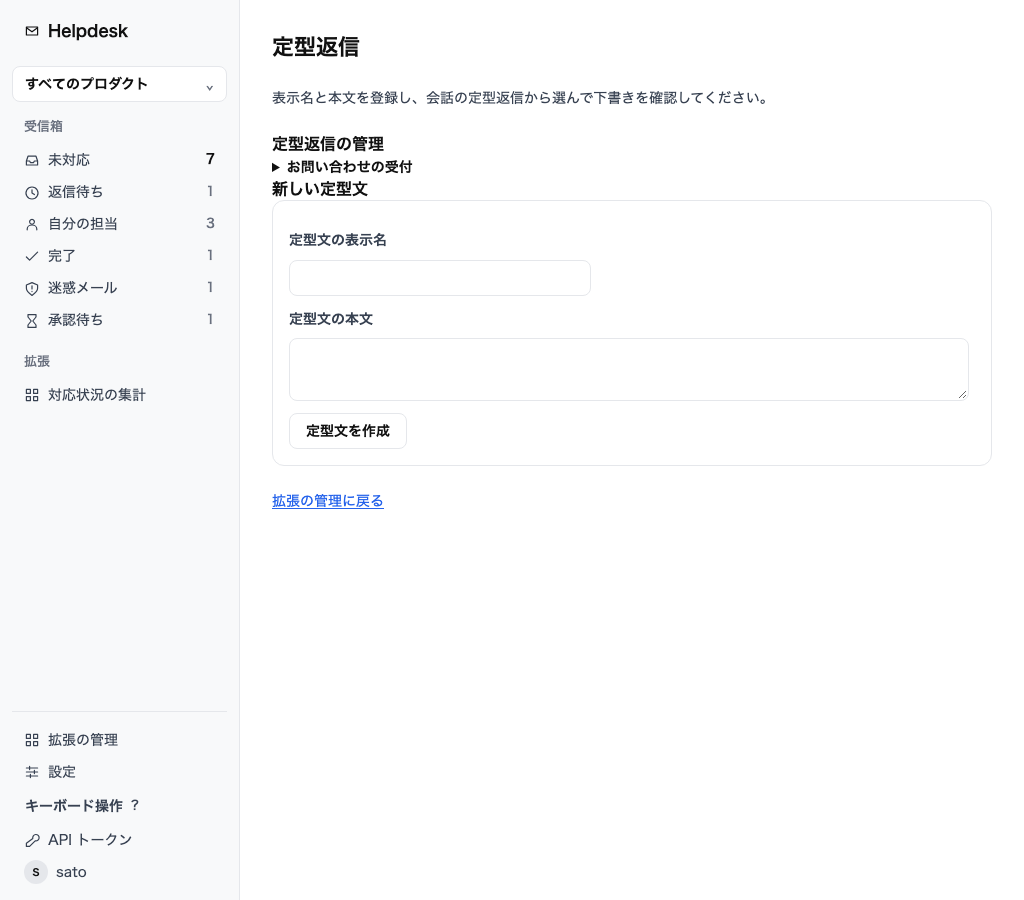 Helpdesk
すべてのプロダクト
受信箱
未対応 7
返信待ち 1
自分の担当 3
完了 1
迷惑メール 1
承認待ち 1
拡張
対応状況の集計
拡張の管理
設定
キーボード操作 ?
API トークン
S sato
定型返信
表示名と本文を登録し、会話の定型返信から選んで下書きを確認してください。
定型返信の管理
お問い合わせの受付
新しい定型文
定型文の表示名
定型文の本文
定型文を作成
拡張の管理に戻る